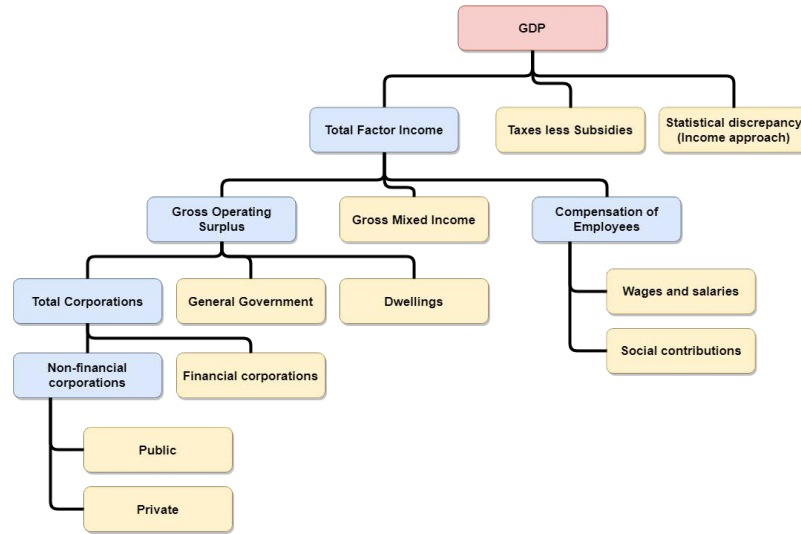 GDP
Total Factor Income
Taxes less Subsidies
Statistical discrepancy
(Income approach)
Gross Operating
Surplus
Gross Mixed Income
Compensation of
Employees
Total Corporations
General Government
Dwellings
Wages and salaries
Social contributions
Non-financial
corporations
Financial corporations
Public
Private